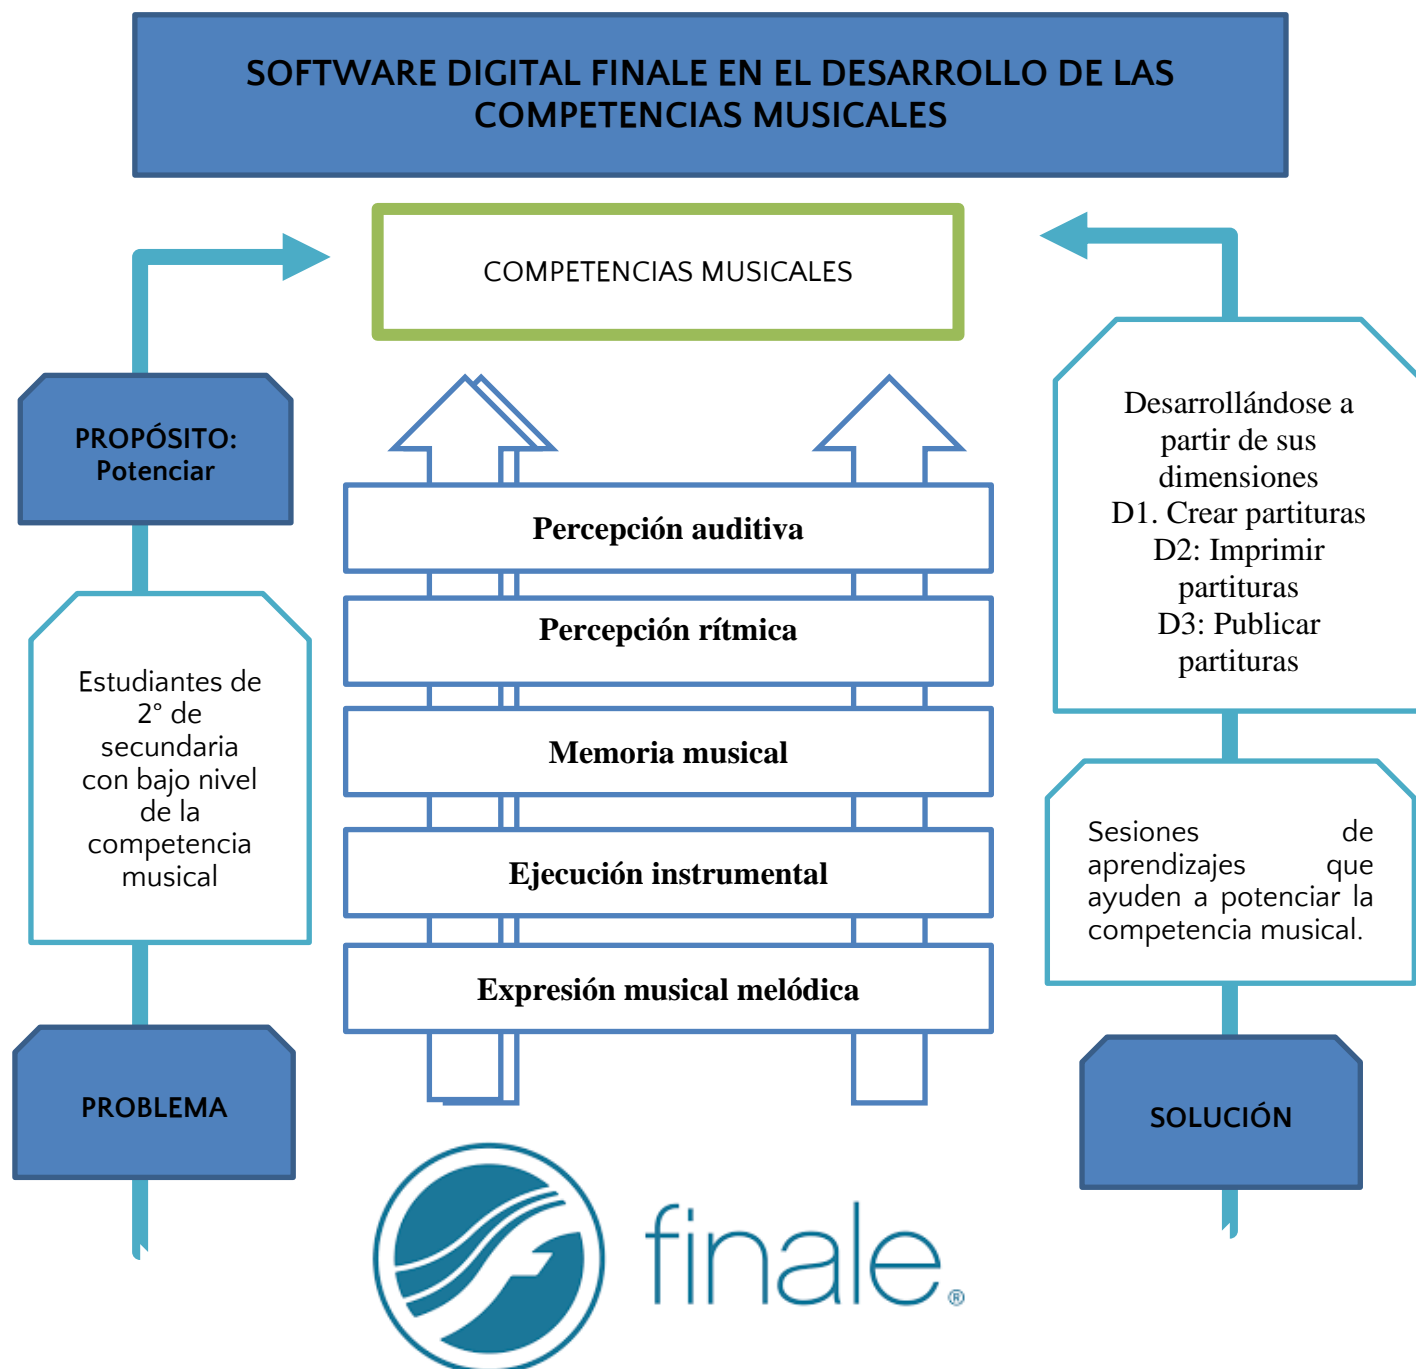 SOFTWARE DIGITAL FINALE EN EL DESARROLLO DE LAS
COMPETENCIAS MUSICALES
COMPETENCIAS MUSICALES
PROPÓSITO:
Potenciar
Estudiantes de
2° de
secundaria
con bajo nivel
de la
competencia
musical
PROBLEMA
Percepción auditiva
Percepción rítmica
Memoria musical
Ejecución instrumental
Expresión musical melódica
Desarrollándose a
partir de sus
dimensiones
D1. Crear partituras
D2: Imprimir
partituras
D3: Publicar
partituras
Sesiones de
aprendizajes que
ayuden a potenciar la
competencia musical.
SOLUCIÓN
finale®